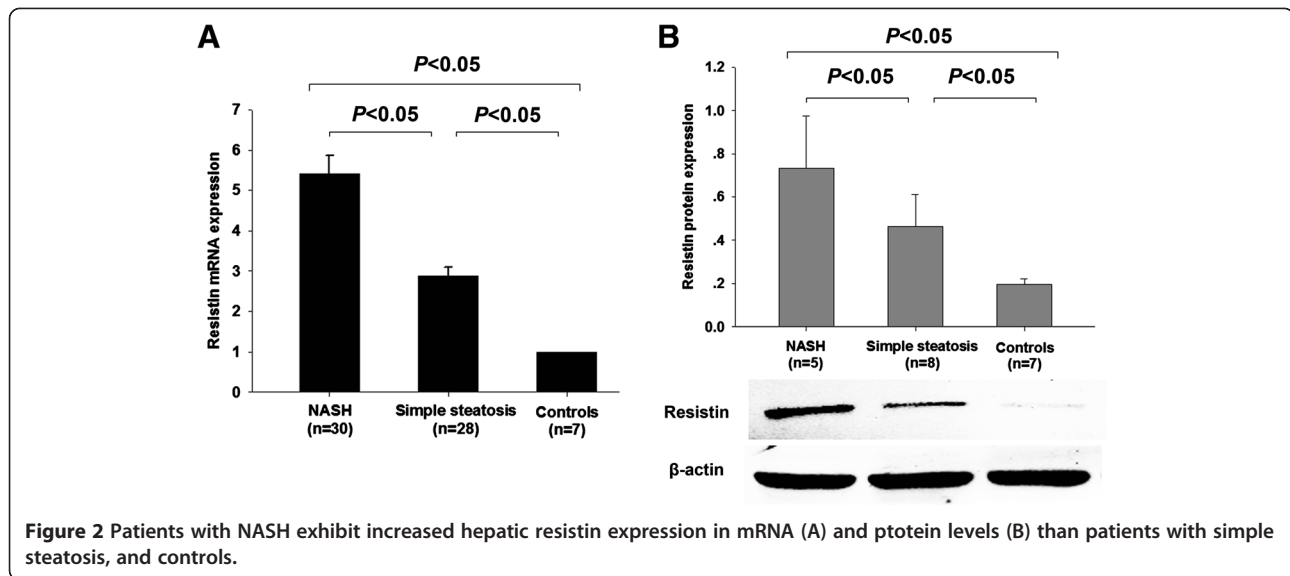 A
P<0.05
P<0.05 P<0.05
Resistin mRNA expression
7
6
5
4
3
2
1
0
NASH Simple steatosis Controls
(n=30) (n=28) (n=7)
B
P<0.05
P<0.05 P<0.05
Resistin protein expression
1.2
1.0
.8
.6
.4
.2
0.0
NASH Simple steatosis Controls
(n=5) (n=8) (n=7)
Resistin
β-actin
Figure 2 Patients with NASH exhibit increased hepatic resistin expression in mRNA (A) and ptotein levels (B) than patients with simple
steatosis, and controls.